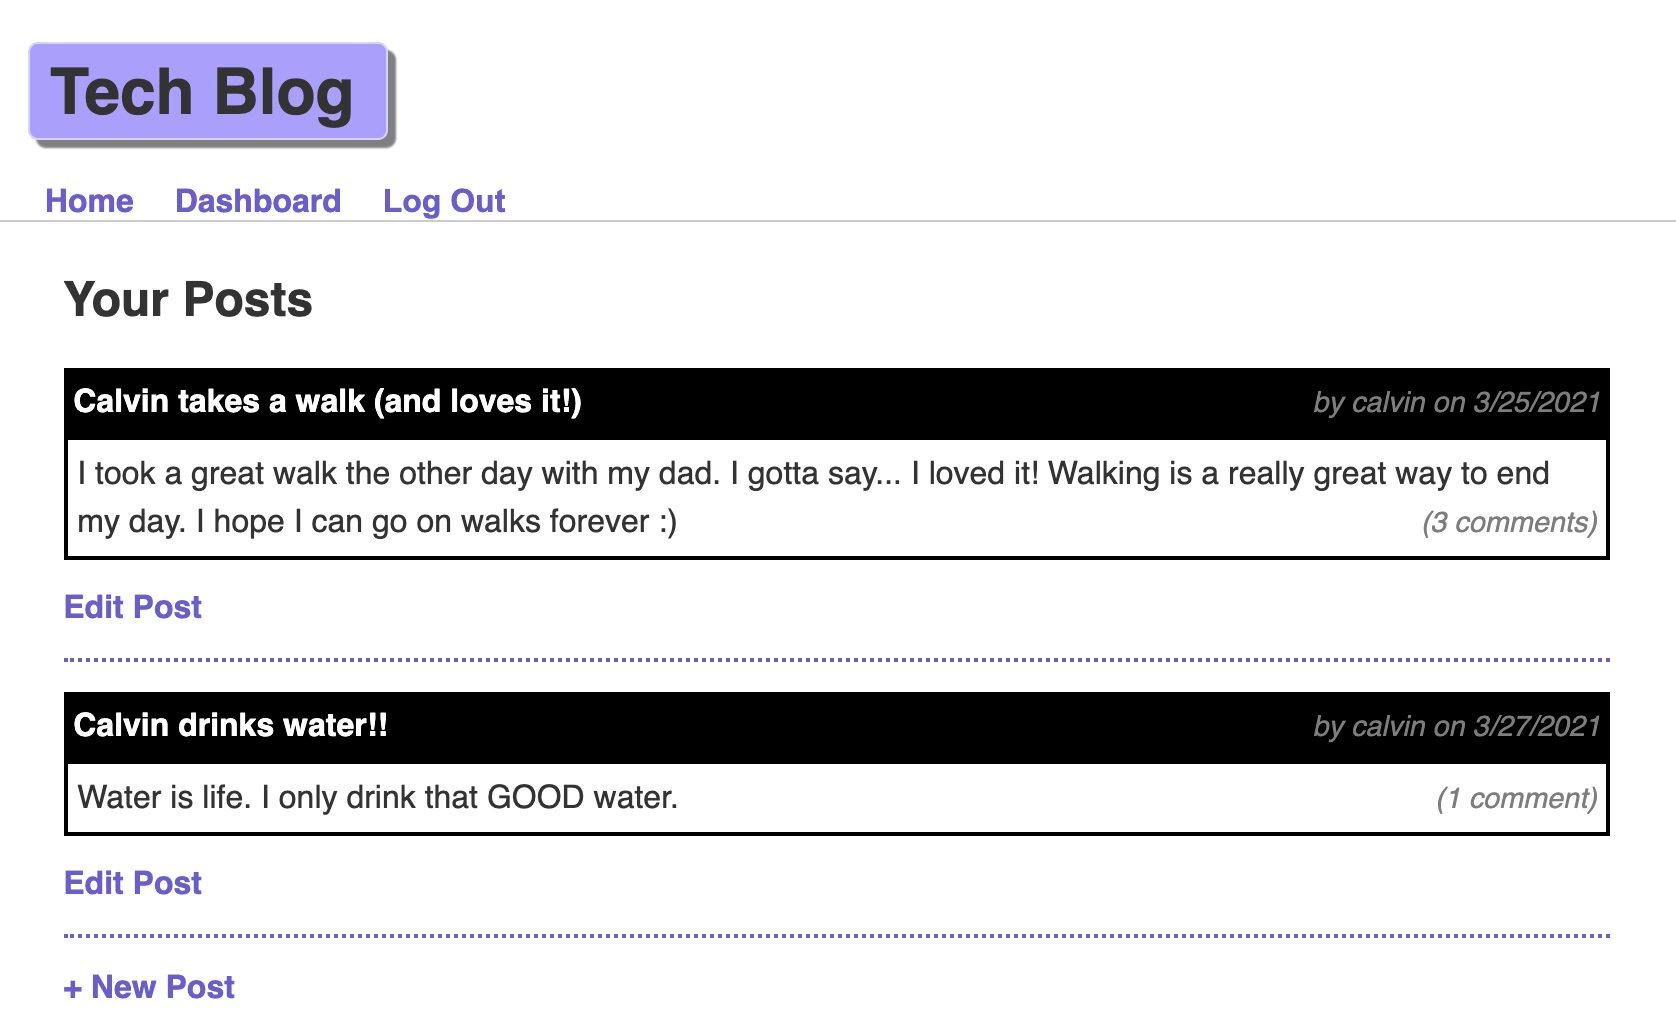 Tech Blog
Home Dashboard Log Out
Your Posts
Calvin takes a walk (and loves it!) by calvin on 3/25/2021
I took a great walk the other day with my dad. I gotta say... I loved it! Walking is a really great way to end
my day. I hope I can go on walks forever :) (3 comments)
Edit Post
Calvin drinks water!! by calvin on 3/27/2021
Water is life. I only drink that GOOD water. (1 comment)
Edit Post
+ New Post